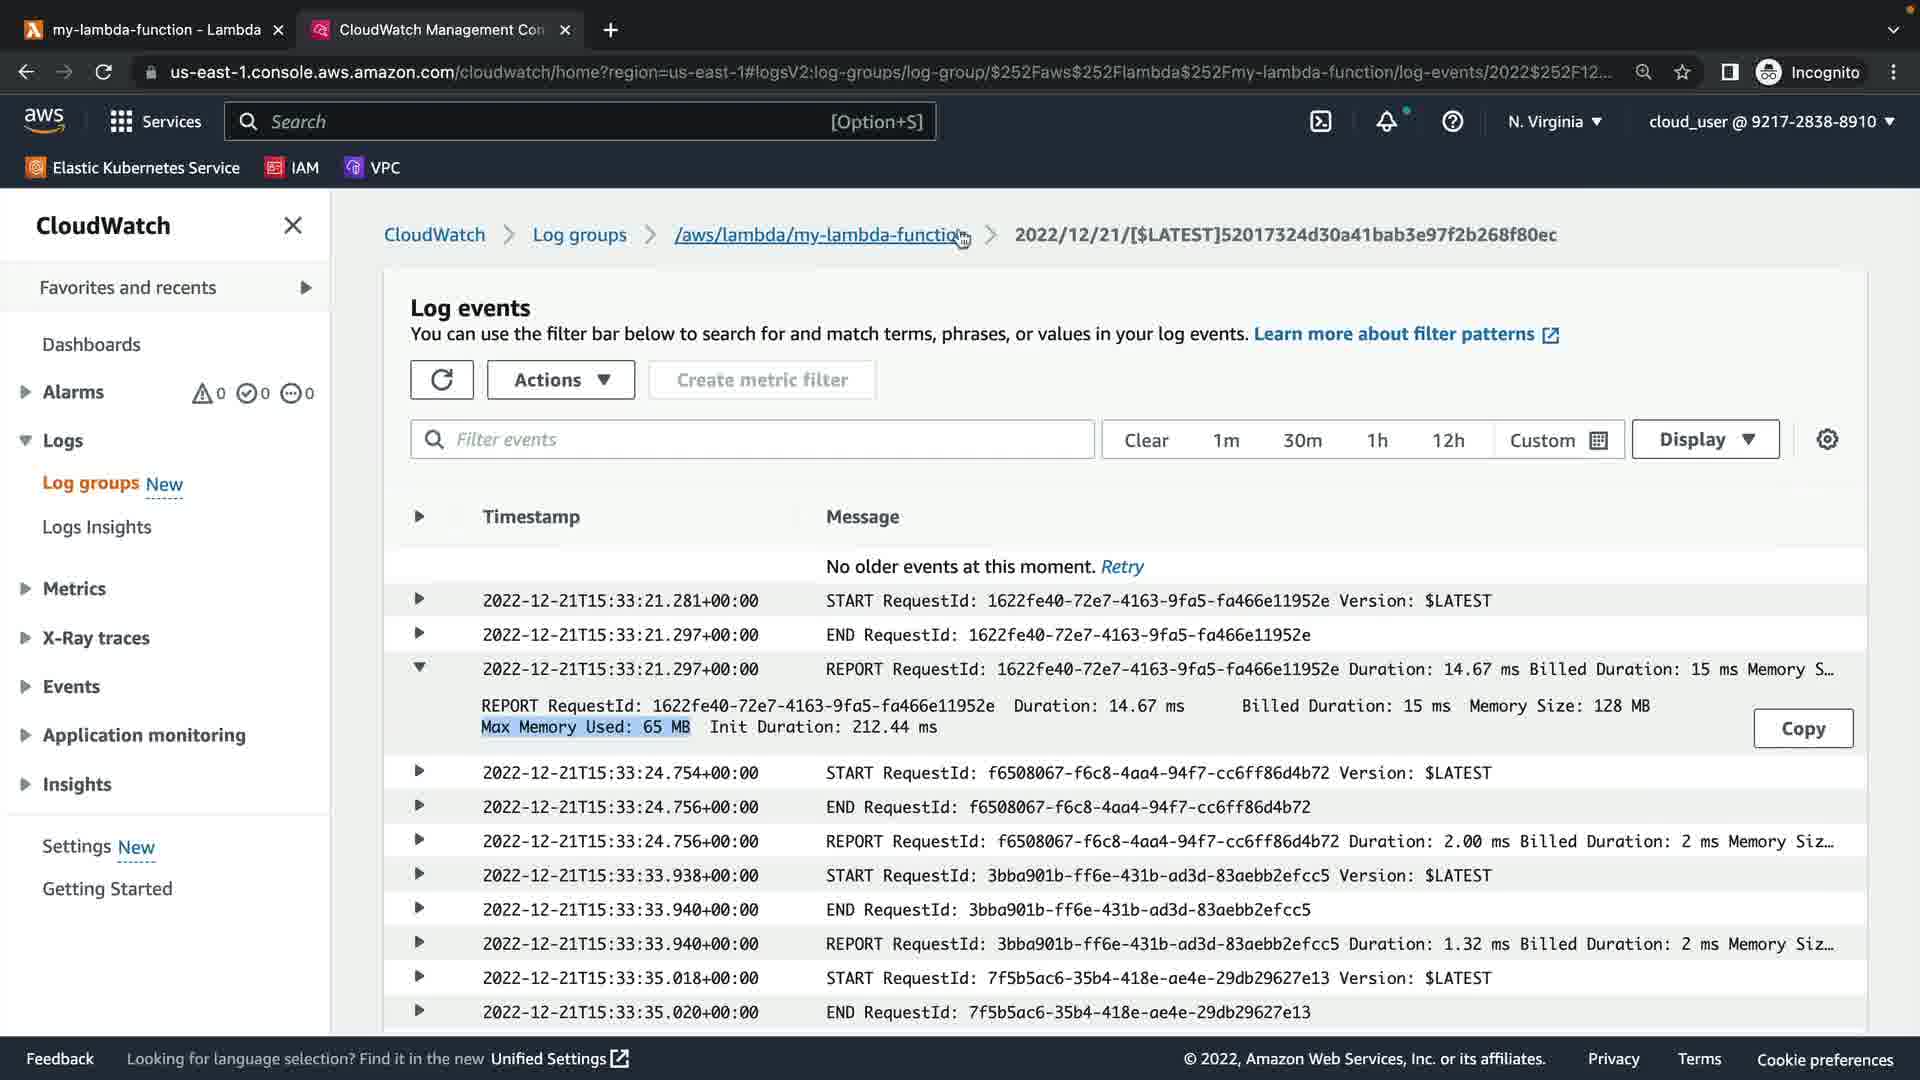 my-lambda-function - Lambda
CloudWatch Management Con
us-east-1.console.aws.amazon.com/cloudwatch/home?region=us-east-1#logsV2:log-groups/log-group/$252Faws$252Flambda$252Fmy-lambda-function/log-events/2022$252F12...
Incognito
aws
Services
Search
[Option+S]
N. Virginia
cloud_user @ 9217-2838-8910
Elastic Kubernetes Service
IAM
VPC
CloudWatch
Favorites and recents
Dashboards
Alarms
0
0
0
Logs
Log groups New
Logs Insights
Metrics
X-Ray traces
Events
Application monitoring
Insights
Settings New
Getting Started
CloudWatch
Log groups
/aws/lambda/my-lambda-function
2022/12/21/[$LATEST]52017324d30a41bab3e97f2b268f80ec
Log events
You can use the filter bar below to search for and match terms, phrases, or values in your log events. Learn more about filter patterns
Actions
Create metric filter
Filter events
Clear
1m
30m
1h
12h
Custom
Display
Timestamp Message
No older events at this moment. Retry
2022-12-21T15:33:21.281+00:00 START RequestId: 1622fe40-72e7-4163-9fa5-fa466e11952e Version: $LATEST
2022-12-21T15:33:21.297+00:00 END RequestId: 1622fe40-72e7-4163-9fa5-fa466e11952e
2022-12-21T15:33:21.297+00:00 REPORT RequestId: 1622fe40-72e7-4163-9fa5-fa466e11952e Duration: 14.67 ms Billed Duration: 15 ms Memory S…
REPORT RequestId: 1622fe40-72e7-4163-9fa5-fa466e11952e Duration: 14.67 ms Billed Duration: 15 ms Memory Size: 128 MB
Max Memory Used: 65 MB Init Duration: 212.44 ms
Copy
2022-12-21T15:33:24.754+00:00 START RequestId: f6508067-f6c8-4aa4-94f7-cc6ff86d4b72 Version: $LATEST
2022-12-21T15:33:24.756+00:00 END RequestId: f6508067-f6c8-4aa4-94f7-cc6ff86d4b72
2022-12-21T15:33:24.756+00:00 REPORT RequestId: f6508067-f6c8-4aa4-94f7-cc6ff86d4b72 Duration: 2.00 ms Billed Duration: 2 ms Memory Siz…
2022-12-21T15:33:33.938+00:00 START RequestId: 3bba901b-ff6e-431b-ad3d-83aebb2efcc5 Version: $LATEST
2022-12-21T15:33:33.940+00:00 END RequestId: 3bba901b-ff6e-431b-ad3d-83aebb2efcc5
2022-12-21T15:33:33.940+00:00 REPORT RequestId: 3bba901b-ff6e-431b-ad3d-83aebb2efcc5 Duration: 1.32 ms Billed Duration: 2 ms Memory Siz…
2022-12-21T15:33:35.018+00:00 START RequestId: 7f5b5ac6-35b4-418e-ae4e-29db29627e13 Version: $LATEST
2022-12-21T15:33:35.020+00:00 END RequestId: 7f5b5ac6-35b4-418e-ae4e-29db29627e13
Feedback
Looking for language selection? Find it in the new Unified Settings
© 2022, Amazon Web Services, Inc. or its affiliates.
Privacy
Terms
Cookie preferences